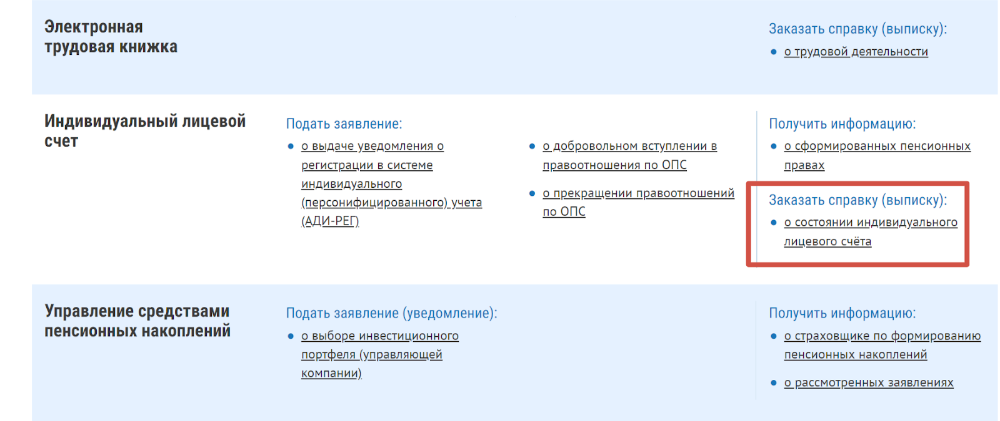 Электронная
трудовая книжка
Заказать справку (выписку):
о трудовой деятельности
Индивидуальный лицевой
счет
Подать заявление:
о выдаче уведомления о
регистрации в системе
индивидуального
(персонифицированного) учета
(АДИ-РЕГ)
о добровольном вступлении в
правоотношения по ОПС
о прекращении правоотношений
по ОПС
Получить информацию:
о сформированных пенсионных
правах
Заказать справку (выписку):
о состоянии индивидуального
лицевого счёта
Управление средствами
пенсионных накоплений
Подать заявление (уведомление):
о выборе инвестиционного
портфеля (управляющей
компании)
Получить информацию:
о страховщике по формированию
пенсионных накоплений
о рассмотренных заявлениях